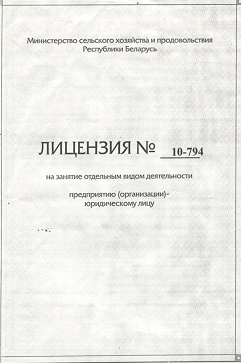 Министерство сельского хозяйства и продовольствия
Республики Беларусь
ЛИЦЕНЗИЯ № 10-794
на занятие отдельным видом деятельности
предприятию (организации)-
юридическому лицу